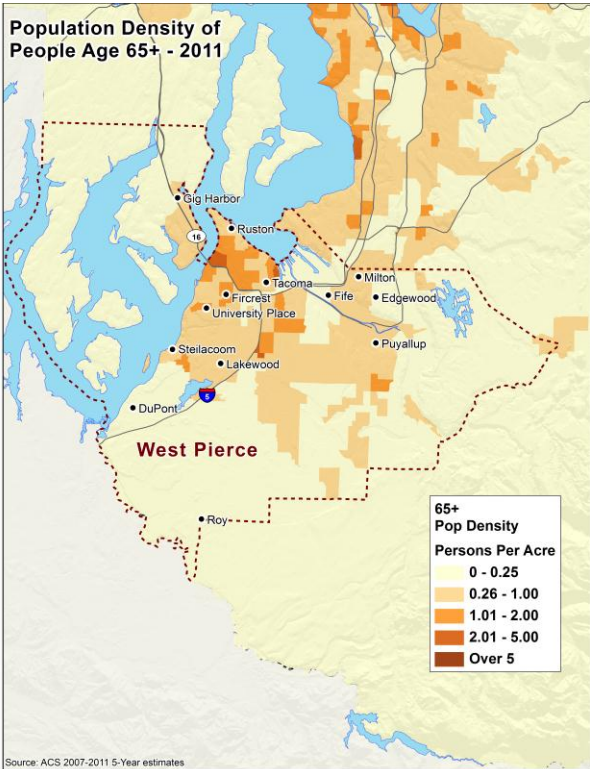 Population Density of
People Age 65+ - 2011
Gig Harbor
16
Ruston
Tacoma
Milton
Fircrest
Fife
Edgewood
University Place
Steilacoom
Puyallup
Lakewood
5
DuPont
West Pierce
Roy
65+
Pop Density
Persons Per Acre
0 - 0.25
0.26 - 1.00
1.01 - 2.00
2.01 - 5.00
Over 5
Source: ACS 2007-2011 5-Year estimates